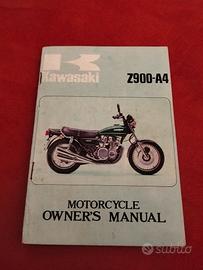 Kawasaki
Z900-A4
MOTORCYCLE
OWNER'S MANUAL
subito